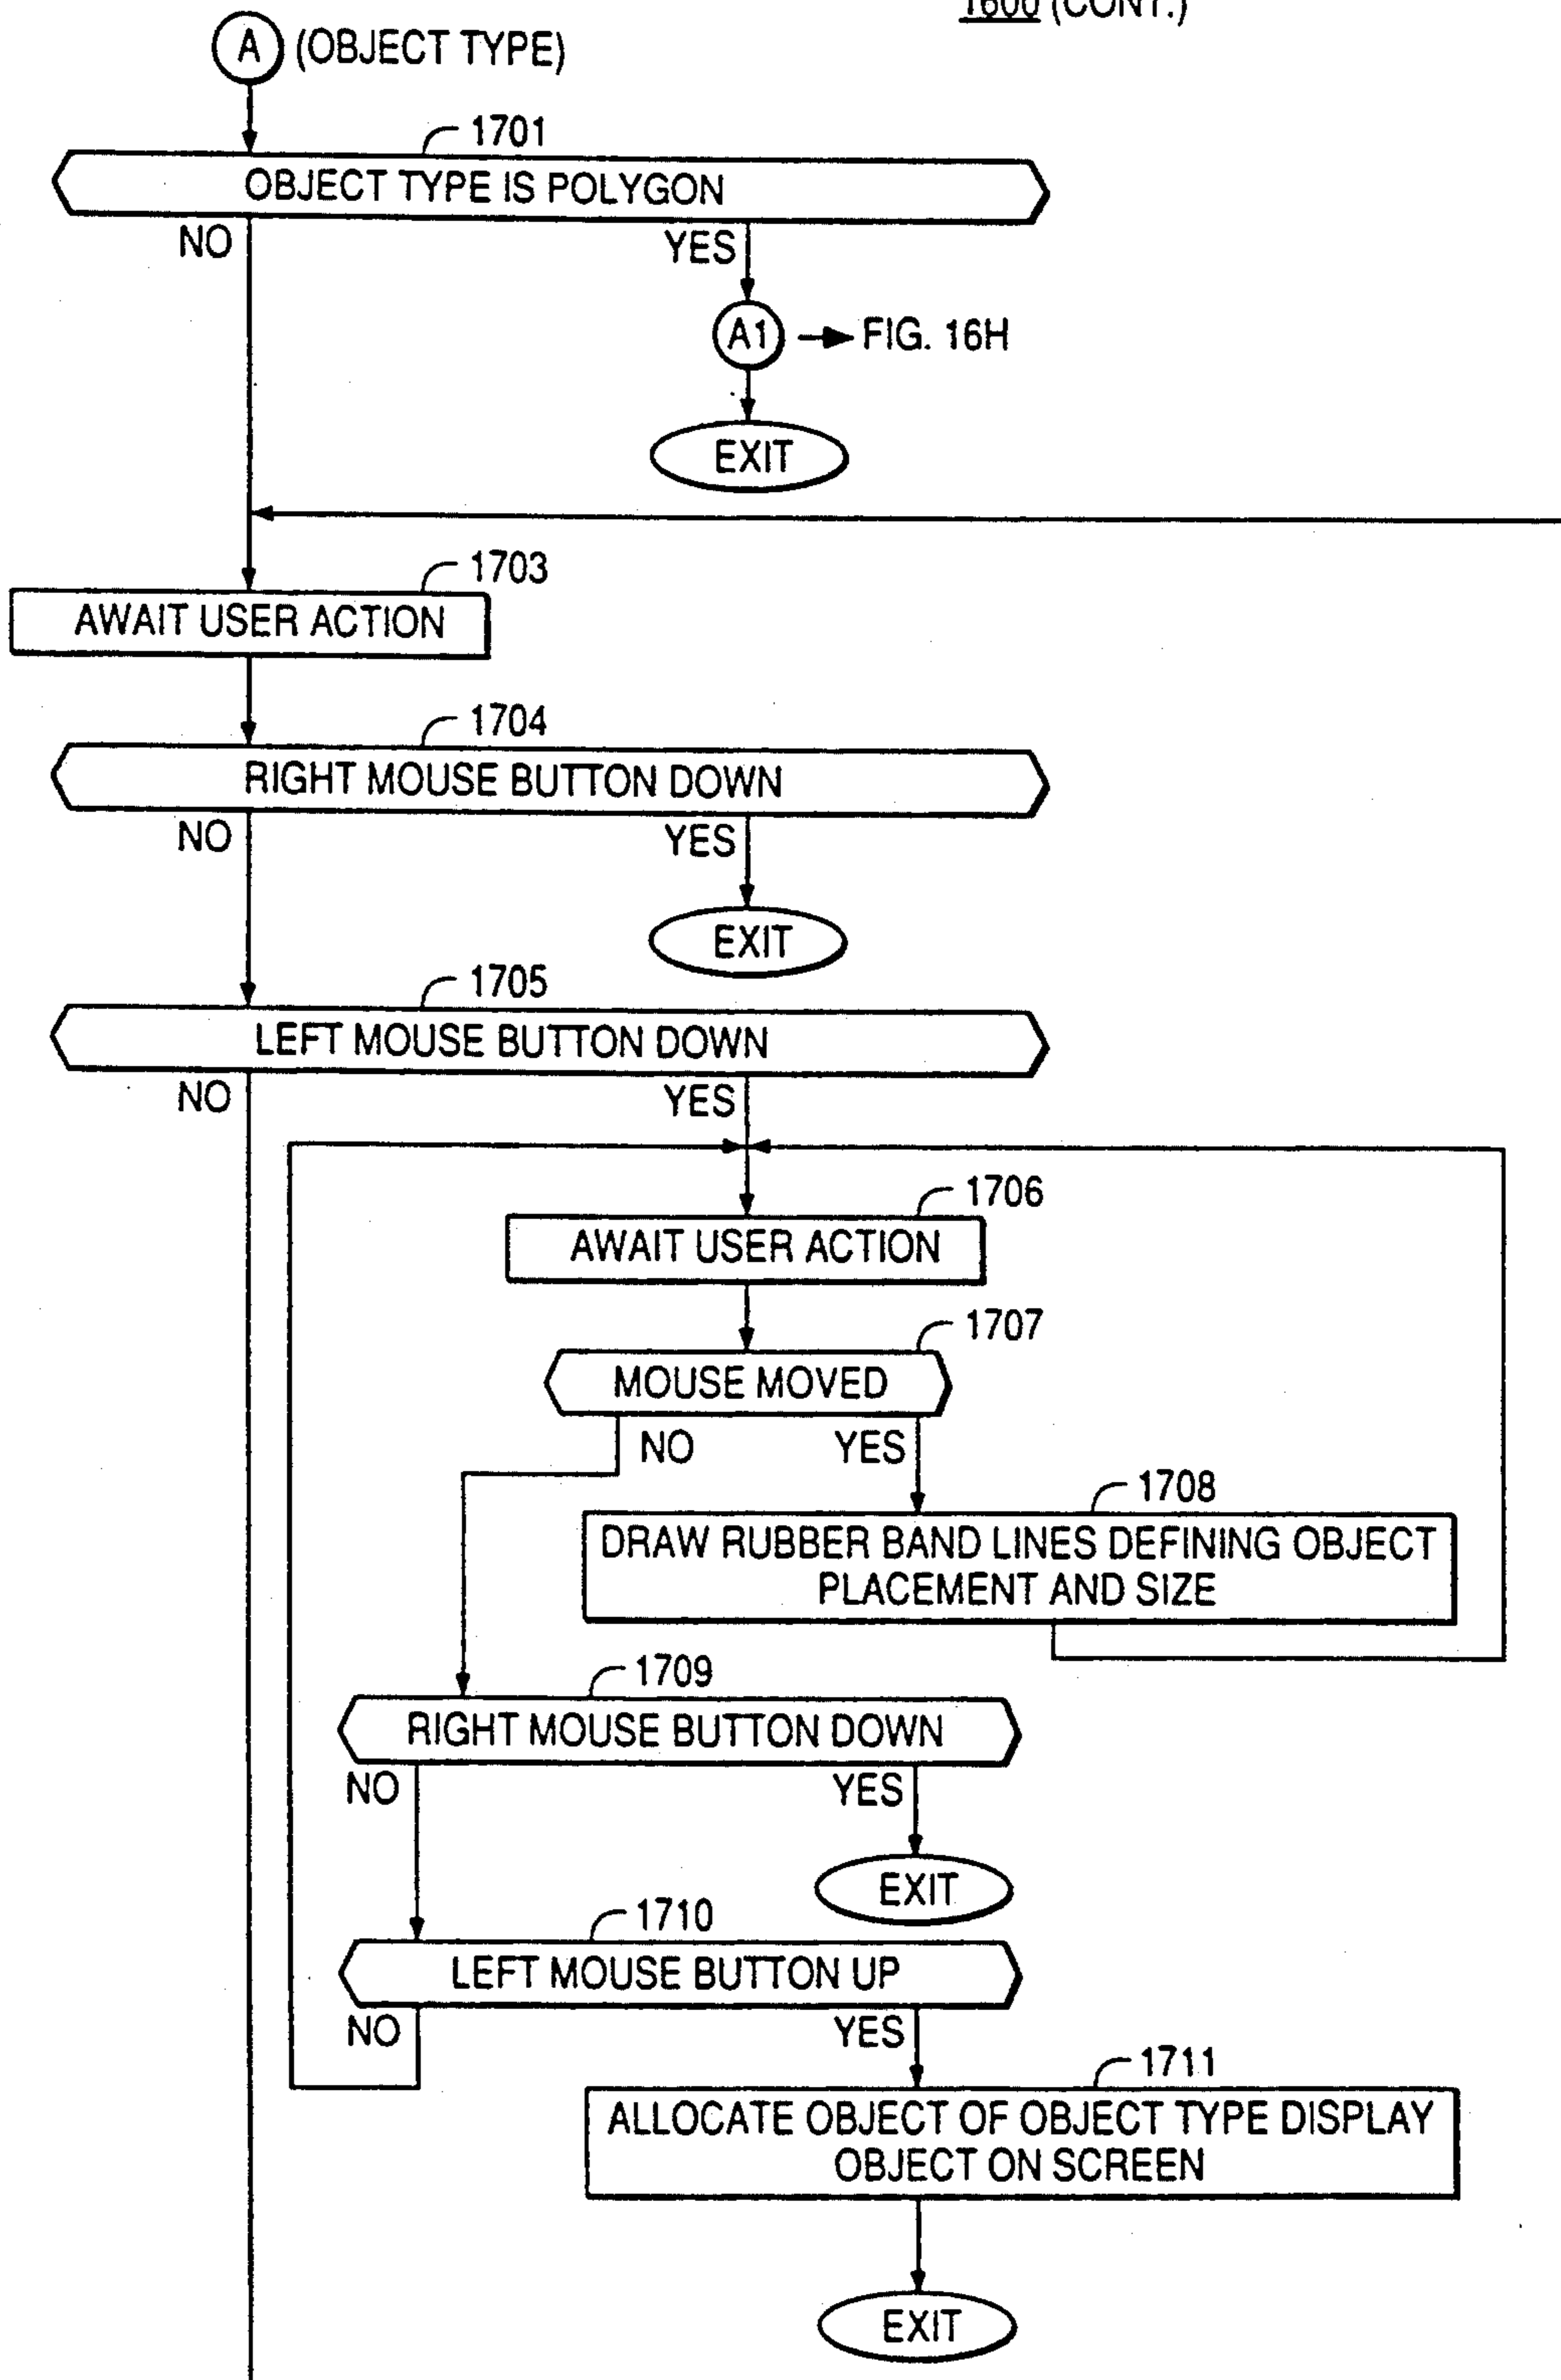 1600 (CONT.)
A (OBJECT TYPE)
1701
OBJECT TYPE IS POLYGON
NO YES
A1 FIG. 16H
EXIT
1703
AWAIT USER ACTION
1704
RIGHT MOUSE BUTTON DOWN
NO YES
EXIT
1705
LEFT MOUSE BUTTON DOWN
NO YES
1706
AWAIT USER ACTION
1707
MOUSE MOVED
NO YES
1708
DRAW RUBBER BAND LINES DEFINING OBJECT
PLACEMENT AND SIZE
1709
RIGHT MOUSE BUTTON DOWN
NO YES
EXIT
1710
LEFT MOUSE BUTTON UP
NO YES
1711
ALLOCATE OBJECT OF OBJECT TYPE DISPLAY
OBJECT ON SCREEN
EXIT